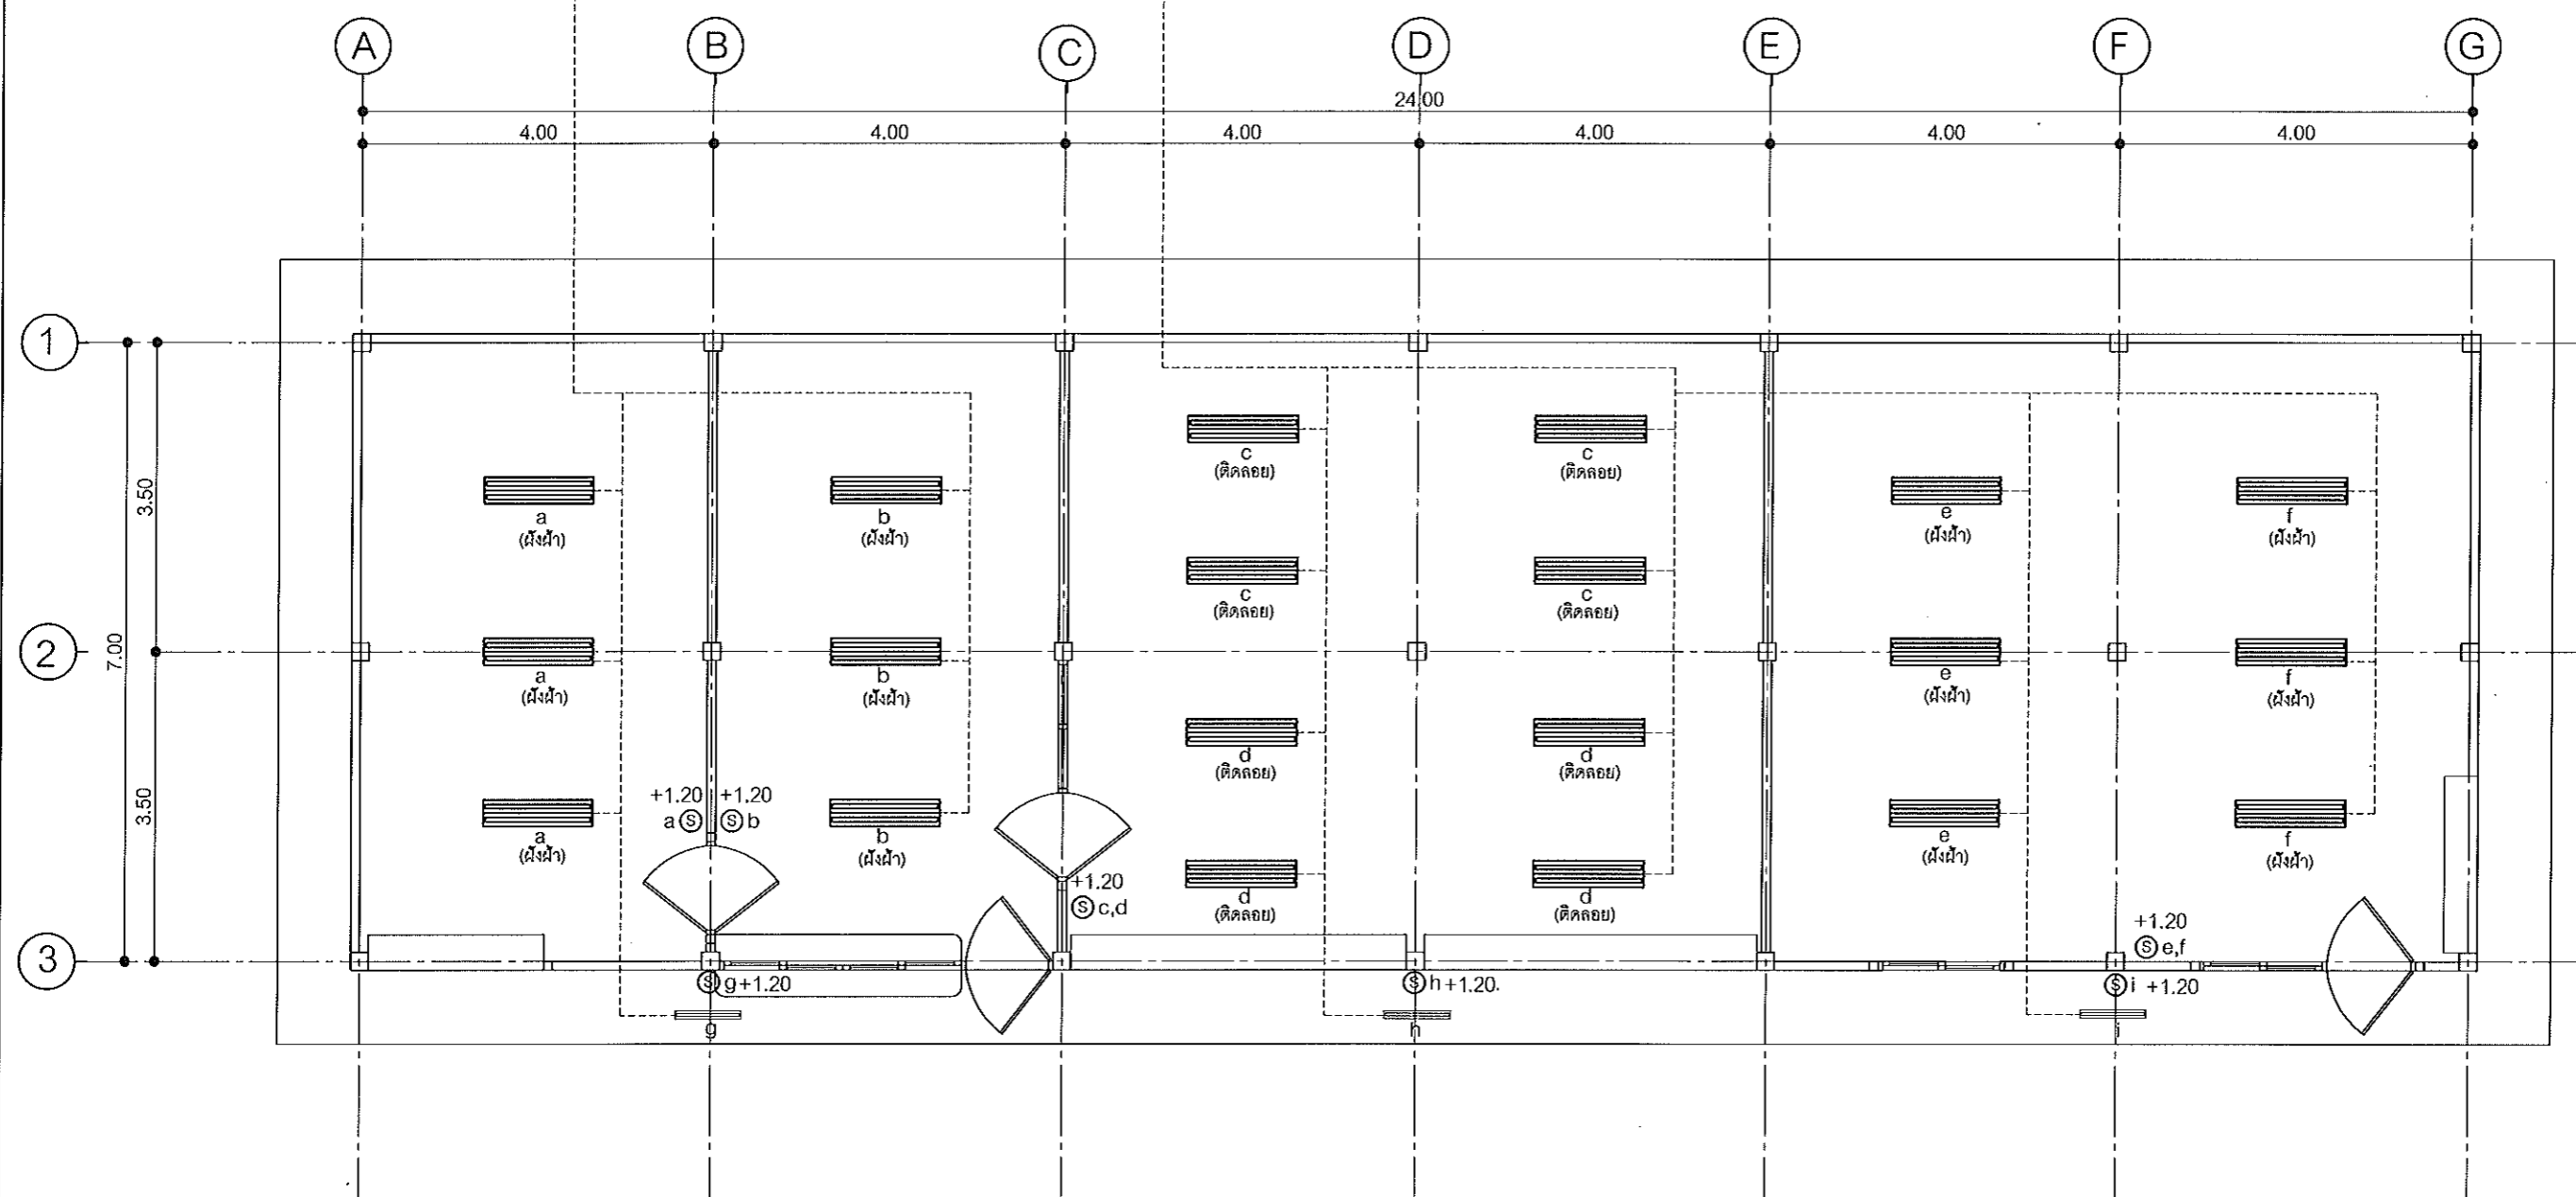 A B C D E F G
24.00
4.00 4.00 4.00 4.00 4.00 4.00
1
3.50
c
(ติดลอย)
c
(ติดลอย)
a
(ฝังฝ้า)
b
(ฝังฝ้า)
e
(ฝังฝ้า)
f
(ฝังฝ้า)
c
(ติดลอย)
c
(ติดลอย)
2
7.00
a
(ฝังฝ้า)
b
(ฝังฝ้า)
e
(ฝังฝ้า)
f
(ฝังฝ้า)
d
(ติดลอย)
d
(ติดลอย)
3.50
+1.20 +1.20
a S S b
a
(ฝังฝ้า)
b
(ฝังฝ้า)
e
(ฝังฝ้า)
f
(ฝังฝ้า)
+1.20
S c,d
d
(ติดลอย)
d
(ติดลอย)
+1.20
S e,f
3
S g+1.20
S h+1.20
S i +1.20
g
h
i